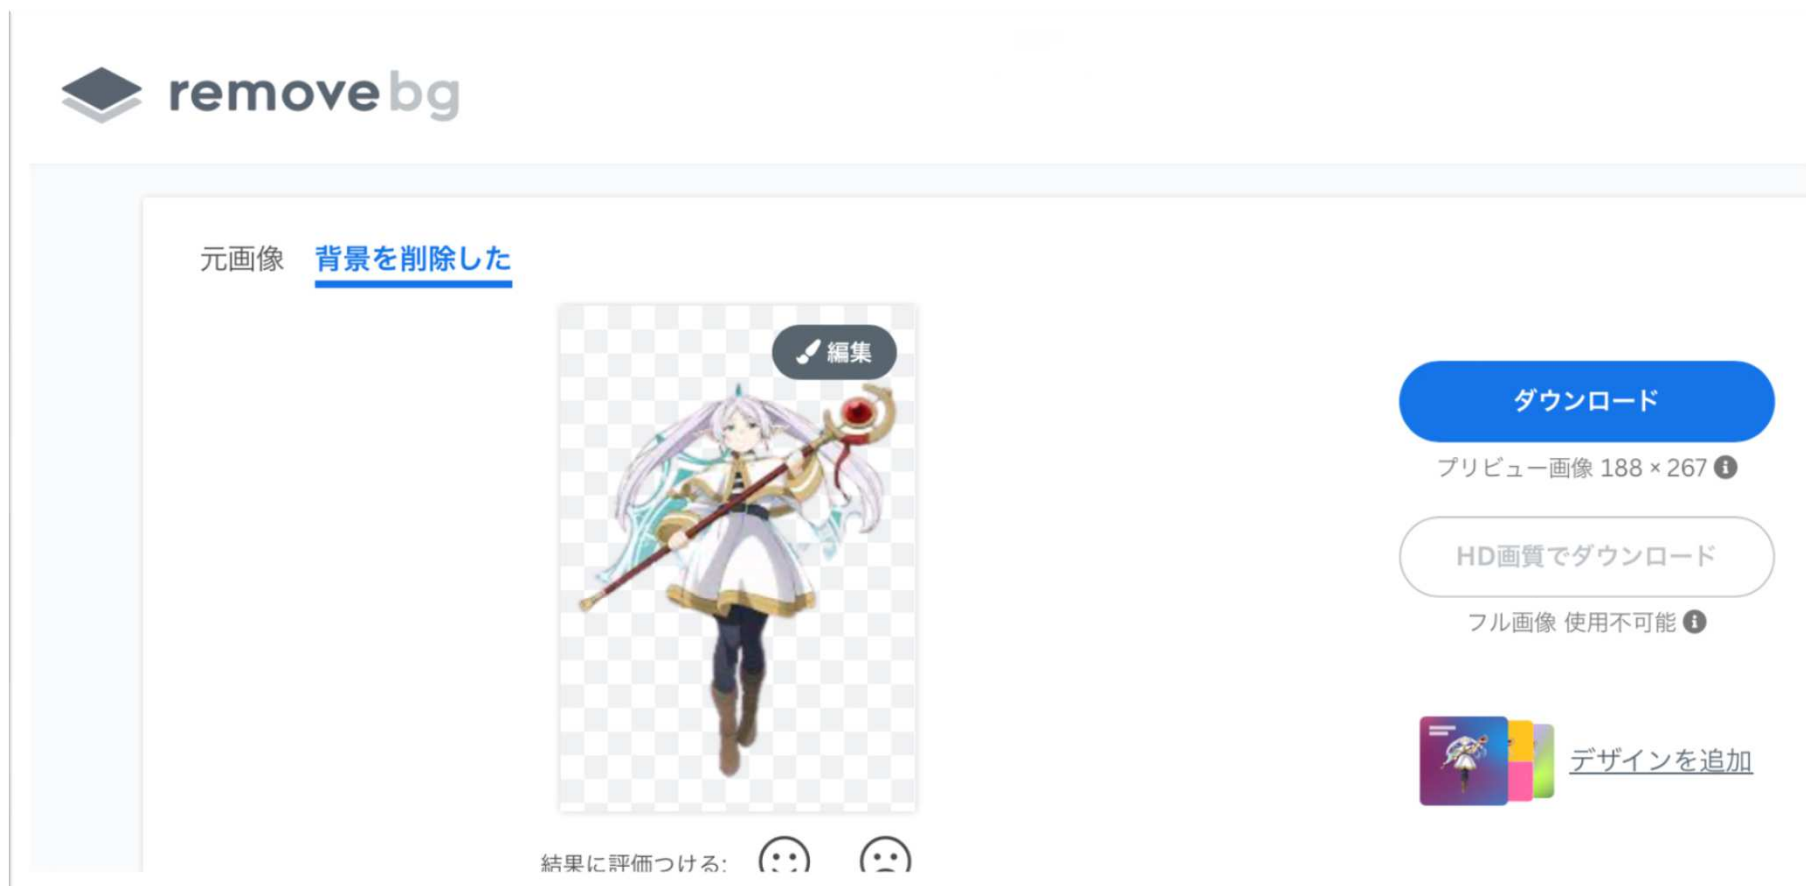 removebg
元画像 背景を削除した
編集
ダウンロード
プリビュー画像 188 × 267
HD画質でダウンロード
フル画像 使用不可能
デザインを追加
結果に評価つける: